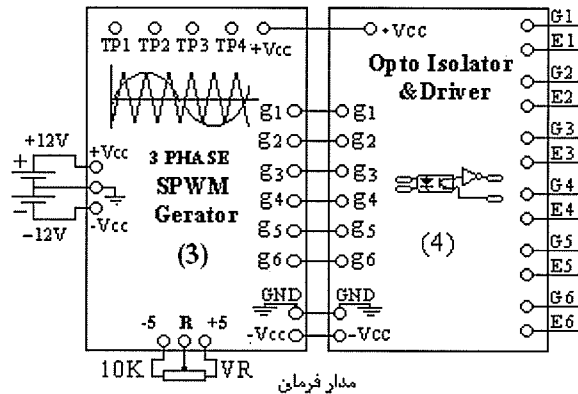 TP1 TP2 TP3 TP4 +Vcc
+Vcc
Opto Isolator
&Driver
G1
E1
G2
E2
G3
E3
G4
E4
G5
E5
G6
E6
g1 g1
g2 g2
g3 g3
g4 g4
g5 g5
g6 g6
GND GND
-Vcc -Vcc
+12V
+Vcc
+
-
-12V
-Vcc
3 PHASE
SPWM
Gerator
(3)
(4)
-5 R +5
10K VR
مدار فرمان